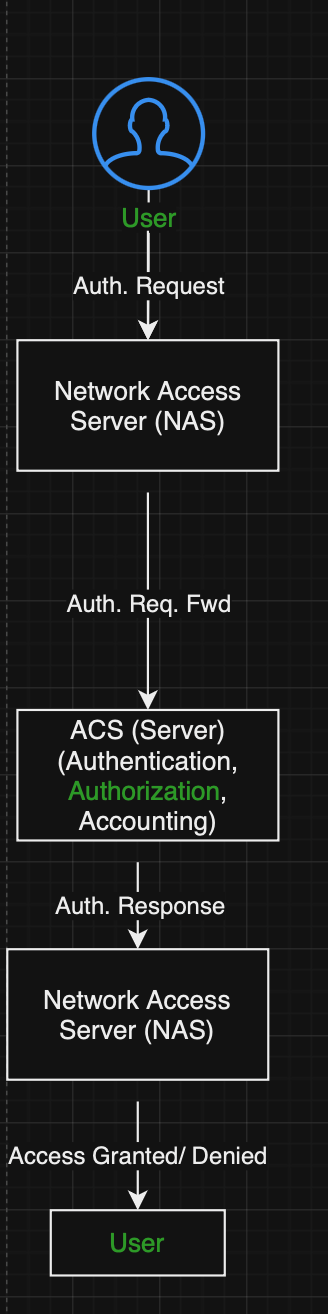 User
Auth. Request
Network Access
Server (NAS)
Auth. Req. Fwd
ACS (Server)
(Authentication,
Authorization,
Accounting)
Auth. Response
Network Access
Server (NAS)
Access Granted/ Denied
User